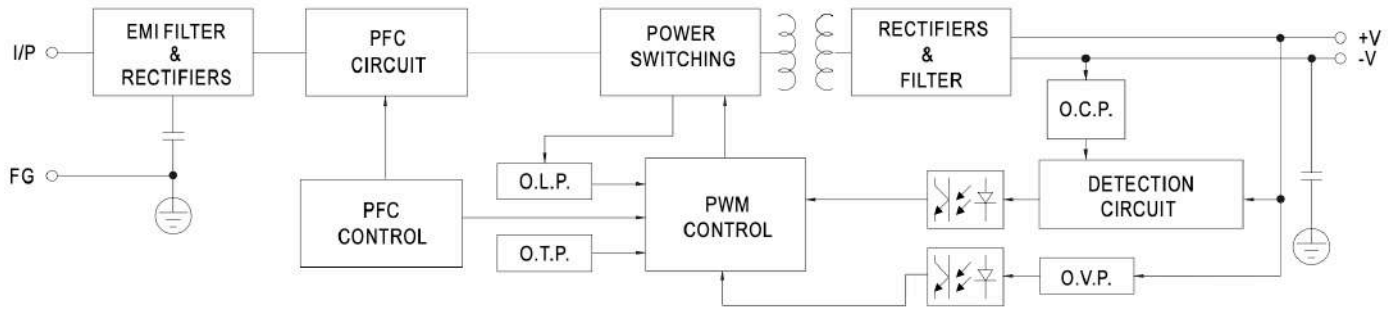 I/P
EMI FILTER
&
RECTIFIERS
PFC
CIRCUIT
POWER
SWITCHING
RECTIFIERS
&
FILTER
+V
-V
O.C.P.
FG
PFC
CONTROL
O.L.P.
O.T.P.
PWM
CONTROL
DETECTION
CIRCUIT
O.V.P.